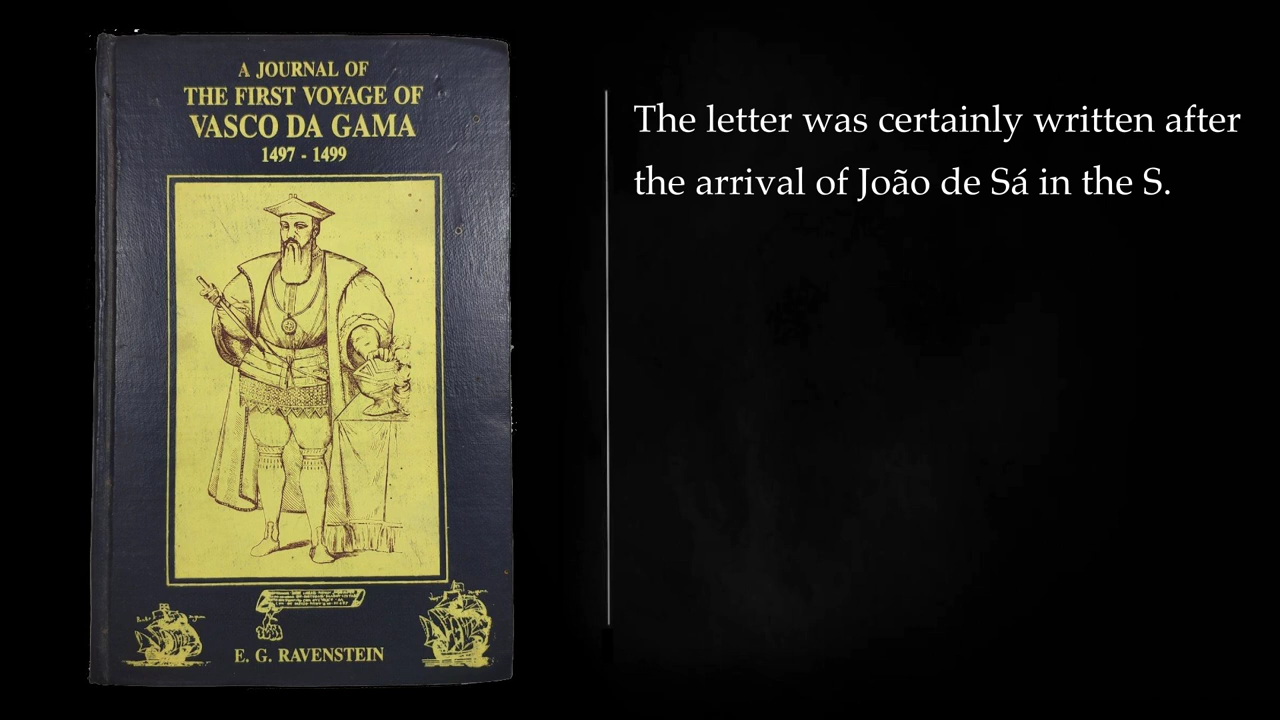 A JOURNAL OF
THE FIRST VOYAGE OF
VASCO DA GAMA
1497 - 1499
E. G. RAVENSTEIN
The letter was certainly written after
the arrival of João de Sá in the S.